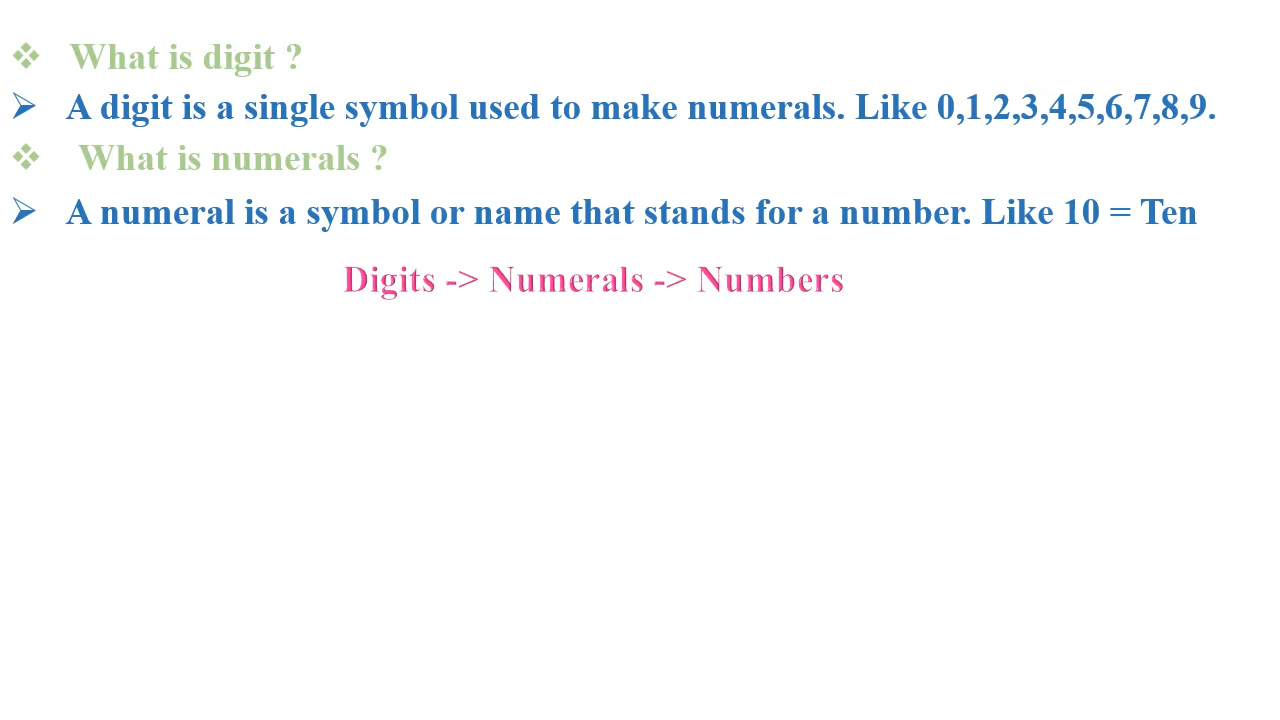 ❖ What is digit ?
➢ A digit is a single symbol used to make numerals. Like 0,1,2,3,4,5,6,7,8,9.
❖ What is numerals ?
➢ A numeral is a symbol or name that stands for a number. Like 10 = Ten
Digits -> Numerals -> Numbers